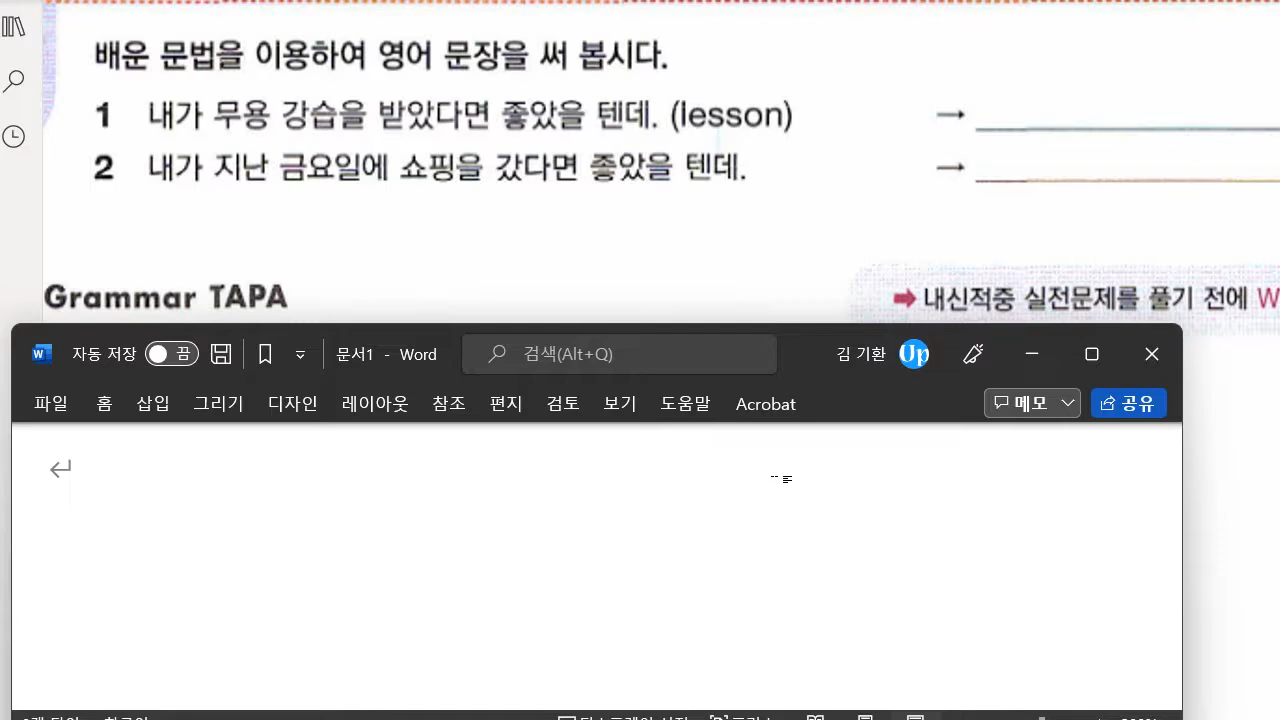 배운 문법을 이용하여 영어 문장을 써 봅시다.
1 내가 무용 강습을 받았다면 좋았을 텐데. (lesson) →
2 내가 지난 금요일에 쇼핑을 갔다면 좋았을 텐데. →
Grammar TAPA
➡ 내신적중 실전문제를 풀기 전에 W
자동 저장 끔 문서1 - Word 검색(Alt+Q) 김 기환 Up
파일 홈 삽입 그리기 디자인 레이아웃 참조 편지 검토 보기 도움말 Acrobat 메모 공유